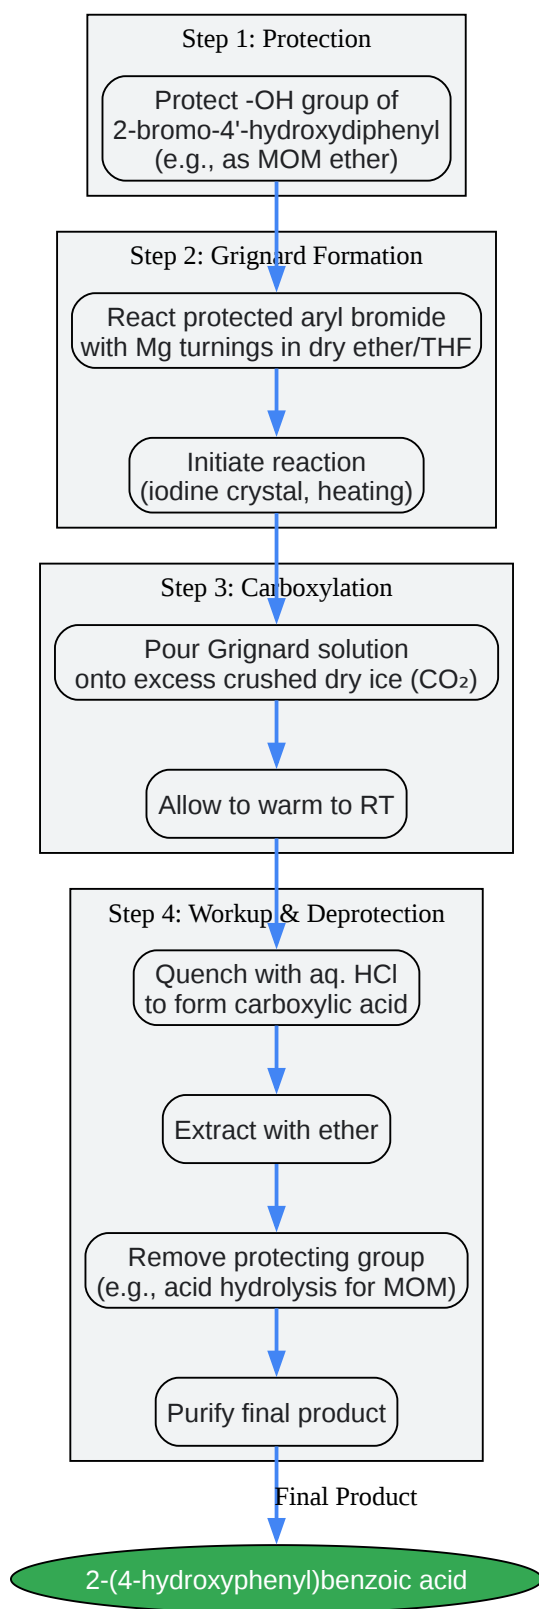 Step 1: Protection
Protect -OH group of
2-bromo-4'-hydroxydiphenyl
(e.g., as MOM ether)
Step 2: Grignard Formation
React protected aryl bromide
with Mg turnings in dry ether/THF
Initiate reaction
(iodine crystal, heating)
Step 3: Carboxylation
Pour Grignard solution
onto excess crushed dry ice (CO₂)
Allow to warm to RT
Step 4: Workup & Deprotection
Quench with aq. HCl
to form carboxylic acid
Extract with ether
Remove protecting group
(e.g., acid hydrolysis for MOM)
Purify final product
Final Product
2-(4-hydroxyphenyl)benzoic acid